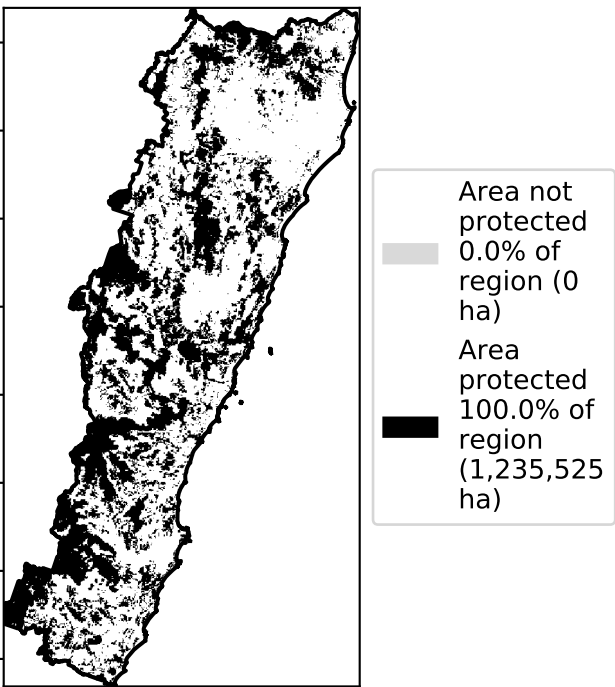 Area not
protected
0.0% of
region (0
ha)
Area
protected
100.0% of
region
(1,235,525
ha)